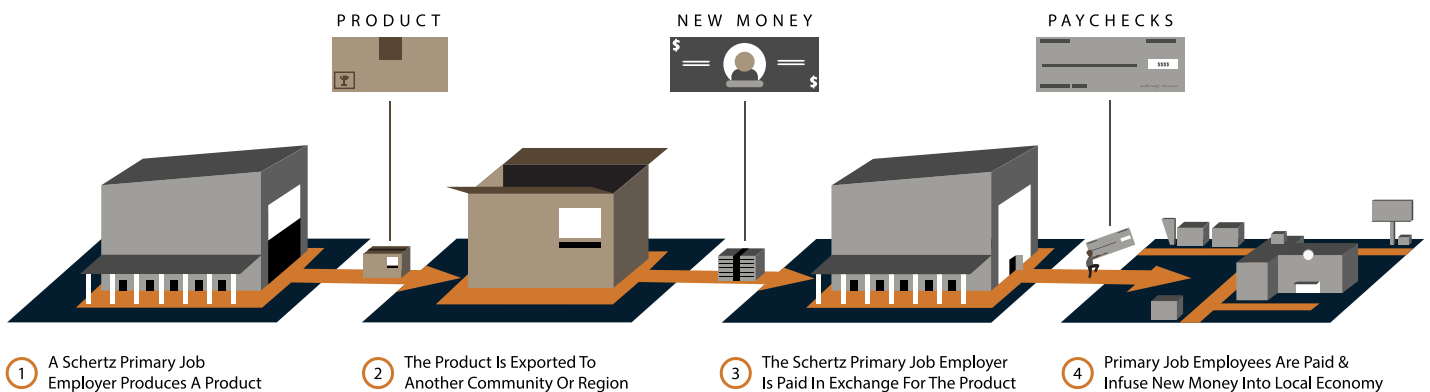 PRODUCT
NEW MONEY
PAYCHECKS
$
$
$$$$
1
A Schertz Primary Job
Employer Produces A Product
2
The Product Is Exported To
Another Community Or Region
3
The Schertz Primary Job Employer
Is Paid In Exchange For The Product
4
Primary Job Employees Are Paid &
Infuse New Money Into Local Economy